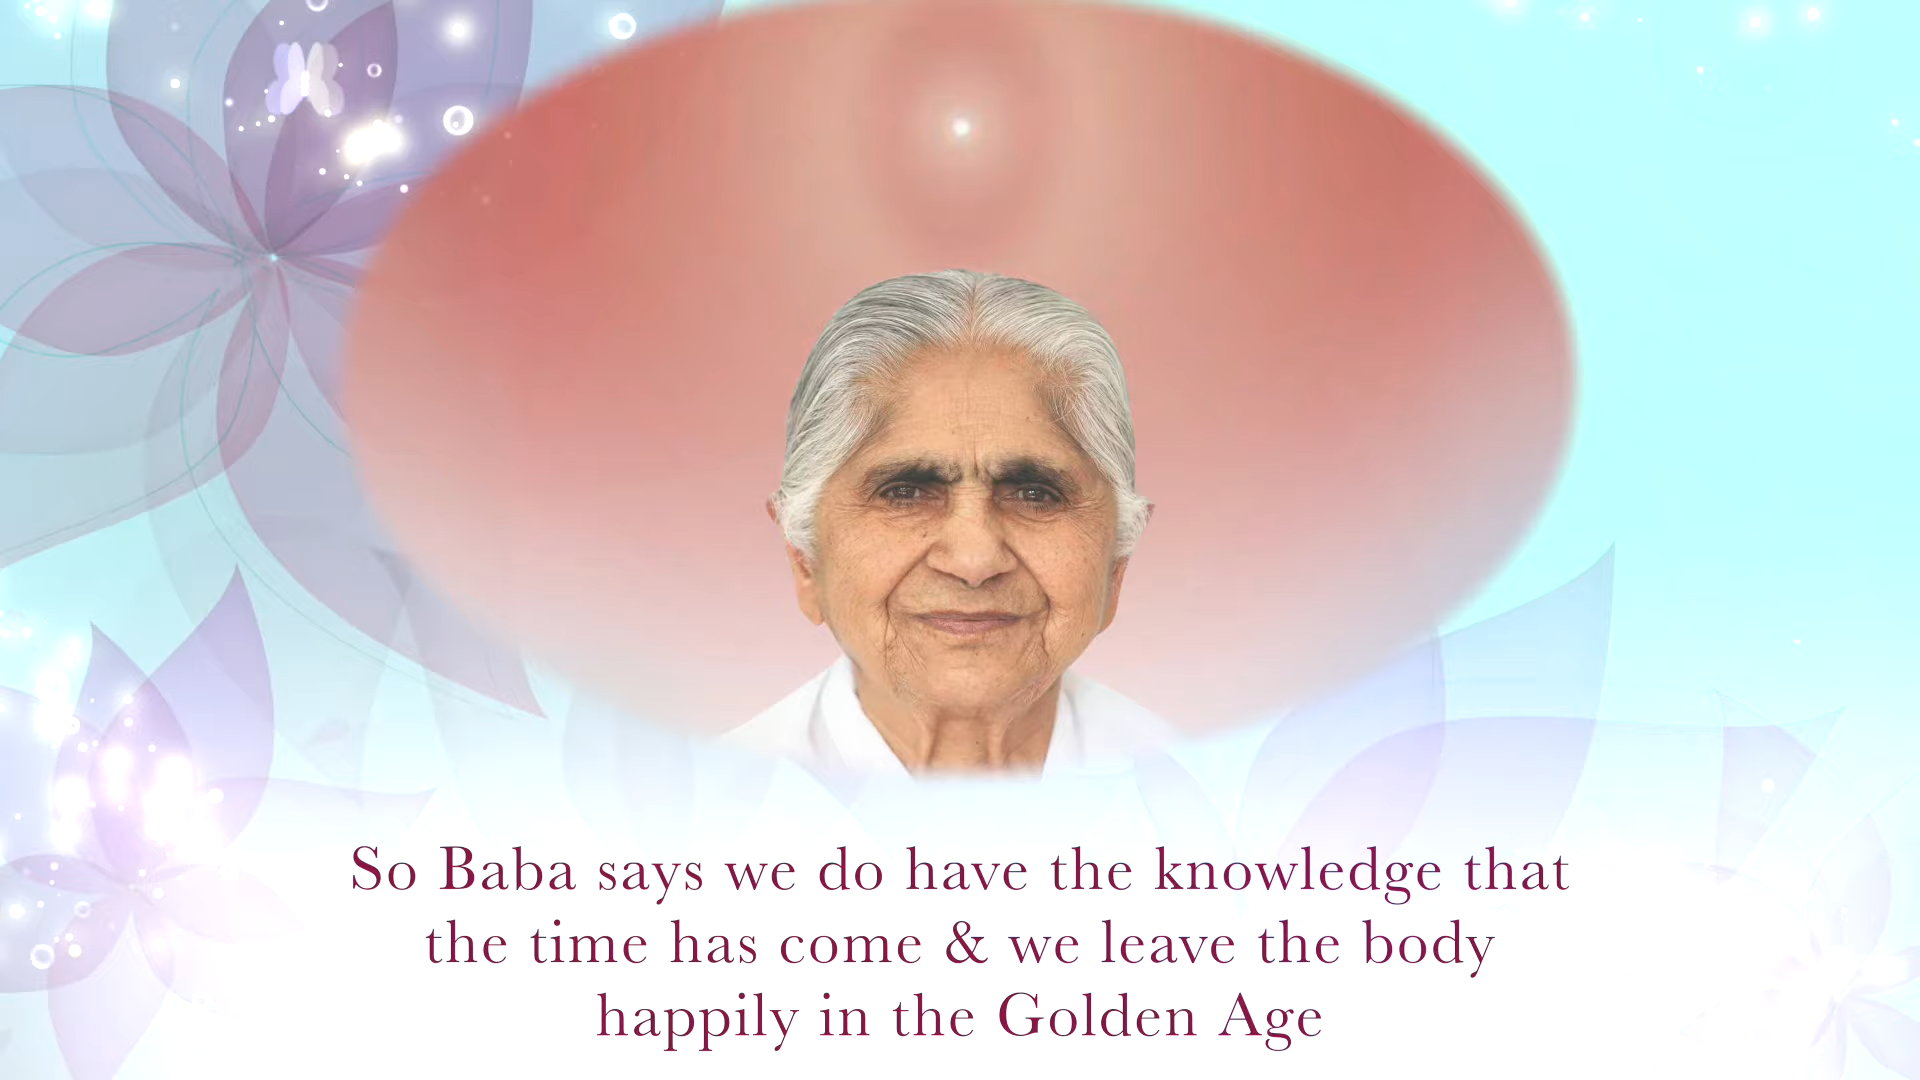 So Baba says we do have the knowledge that
the time has come & we leave the body
happily in the Golden Age